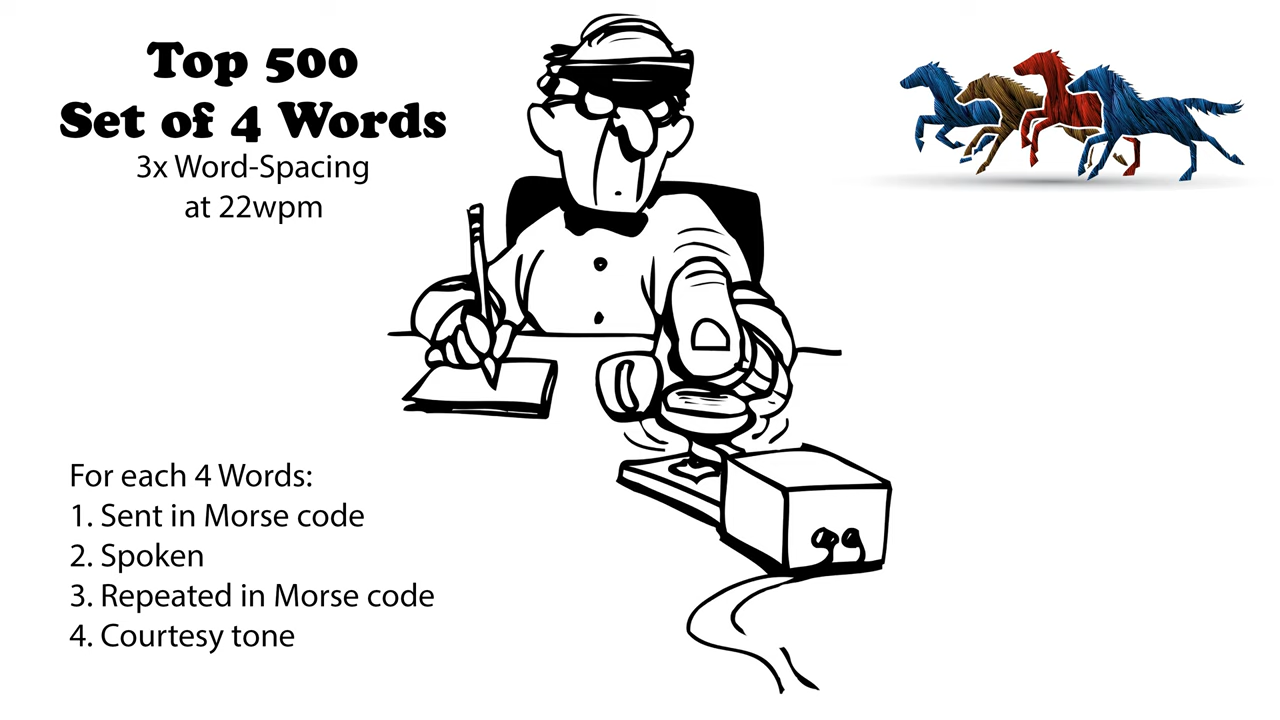 Top 500
Set of 4 Words
3x Word-Spacing
at 22wpm
For each 4 Words:
1. Sent in Morse code
2. Spoken
3. Repeated in Morse code
4. Courtesy tone